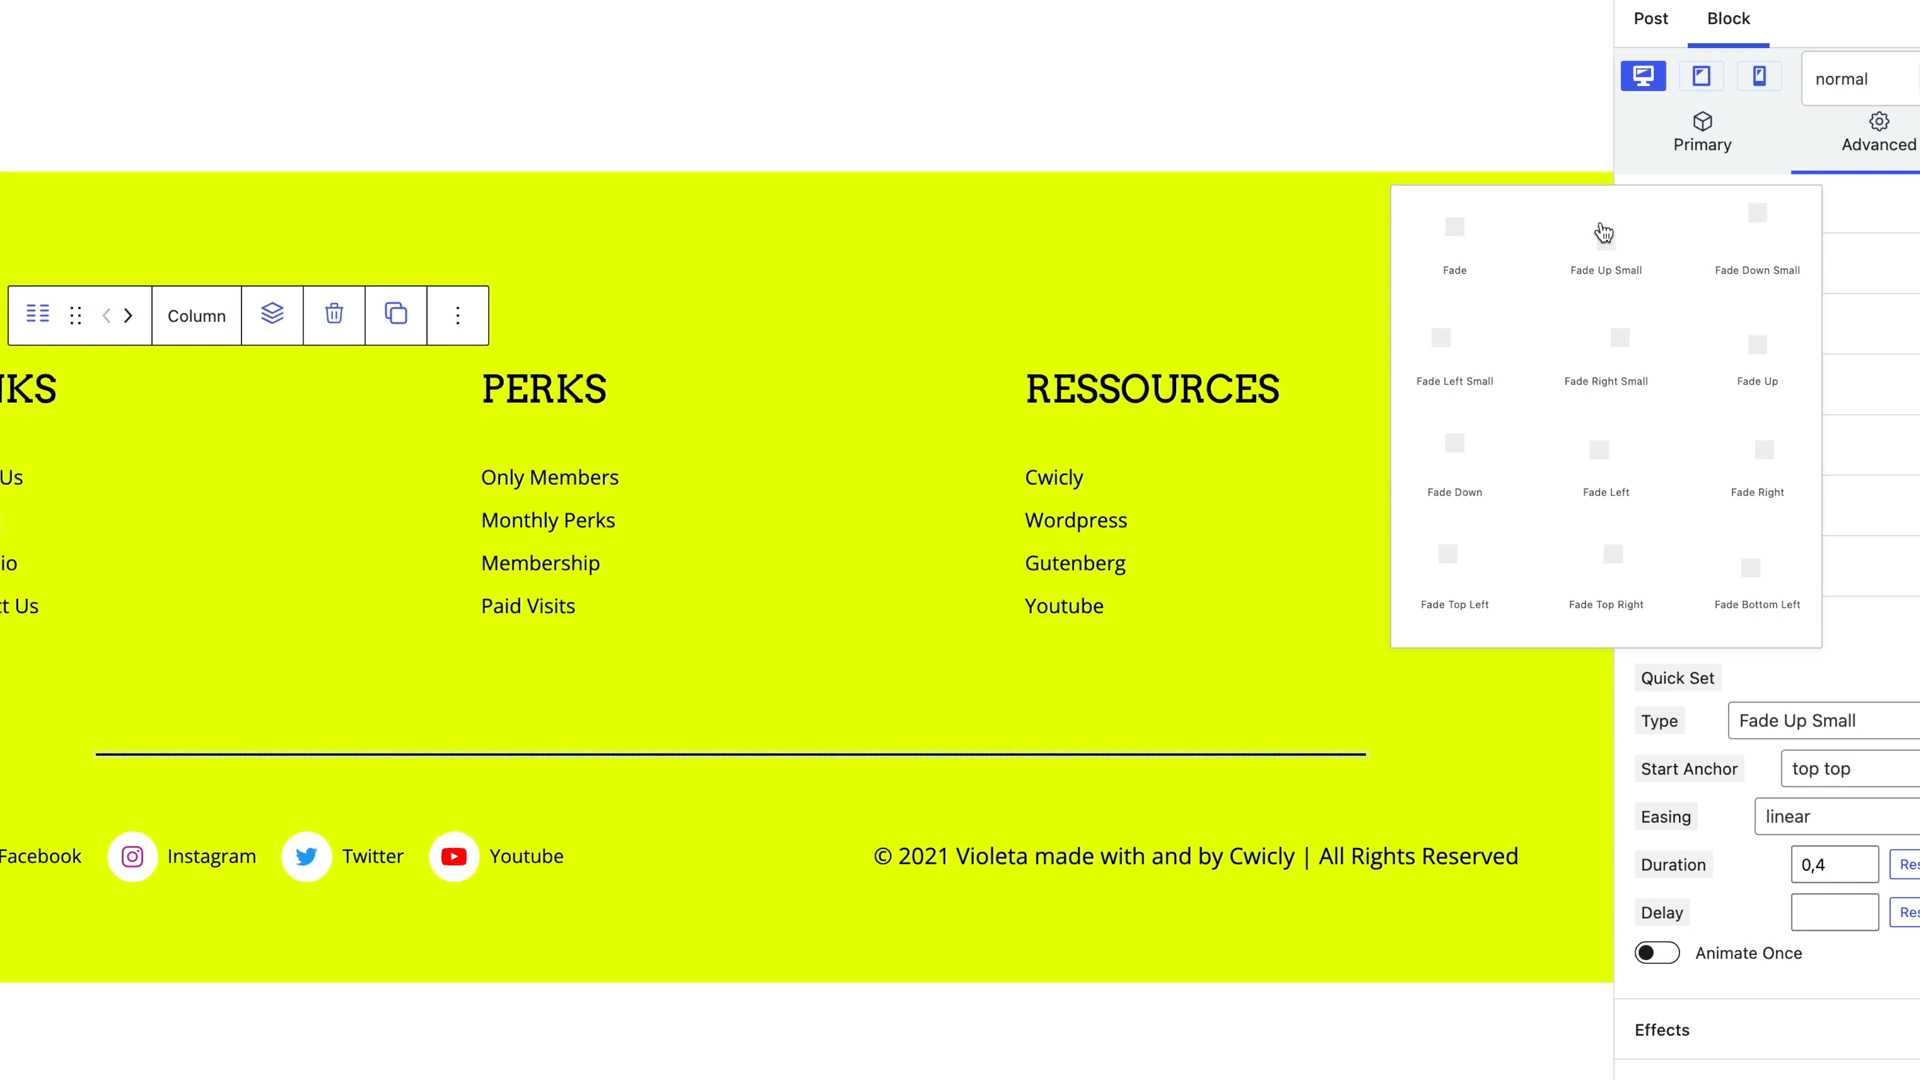 Post Block
normal
Primary Advanced
Fade Fade Up Small Fade Down Small
Fade Left Small Fade Right Small Fade Up
Fade Down Fade Left Fade Right
Fade Top Left Fade Top Right Fade Bottom Left
Column
NKS PERKS RESSOURCES
Us Only Members Cwicly
Monthly Perks Wordpress
io Membership Gutenberg
ct Us Paid Visits Youtube
Facebook Instagram Twitter Youtube © 2021 Violeta made with and by Cwicly | All Rights Reserved
Quick Set
Type Fade Up Small
Start Anchor top top
Easing linear
Duration 0,4 Res
Delay Res
Animate Once
Effects